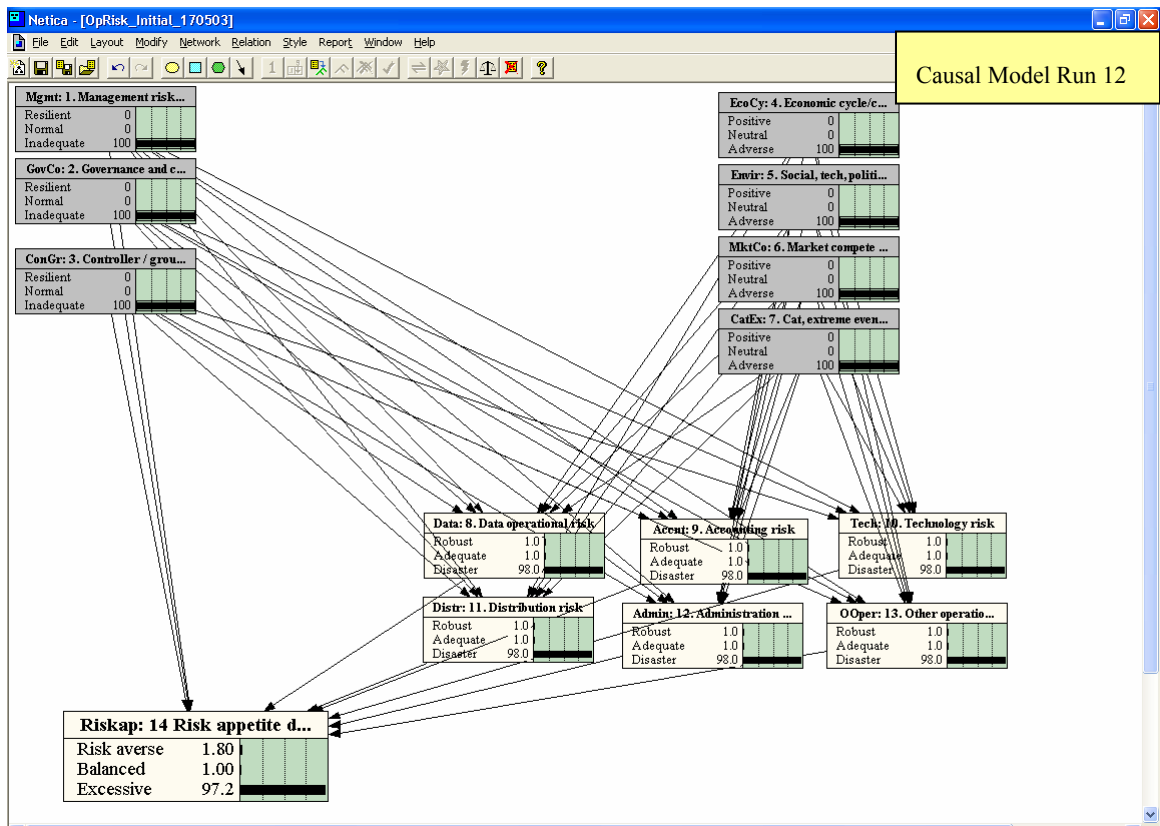 Netica - [OpRisk_Initial_170503]
File Edit Layout Modify Network Relation Style Report Window Help
1
?
Causal Model Run 12
Mgmt: 1. Management risk...
Resilient 0
Normal 0
Inadequate 100
GovCo: 2. Governance and c...
Resilient 0
Normal 0
Inadequate 100
ConGr: 3. Controller / grou...
Resilient 0
Normal 0
Inadequate 100
EcoCy: 4. Economic cycle/c...
Positive 0
Neutral 0
Adverse 100
Envir: 5. Social, tech, politi...
Positive 0
Neutral 0
Adverse 100
MktCo: 6. Market compete ...
Positive 0
Neutral 0
Adverse 100
CatEx: 7. Cat, extreme even...
Positive 0
Neutral 0
Adverse 100
Data: 8. Data operational risk
Robust 1.0
Adequate 1.0
Disaster 98.0
Accnt: 9. Accounting risk
Robust 1.0
Adequate 1.0
Disaster 98.0
Tech: 10. Technology risk
Robust 1.0
Adequate 1.0
Disaster 98.0
Distr: 11. Distribution risk
Robust 1.0
Adequate 1.0
Disaster 98.0
Admin: 12. Administration ...
Robust 1.0
Adequate 1.0
Disaster 98.0
OOper: 13. Other operatio...
Robust 1.0
Adequate 1.0
Disaster 98.0
Riskap: 14 Risk appetite d...
Risk averse 1.80
Balanced 1.00
Excessive 97.2